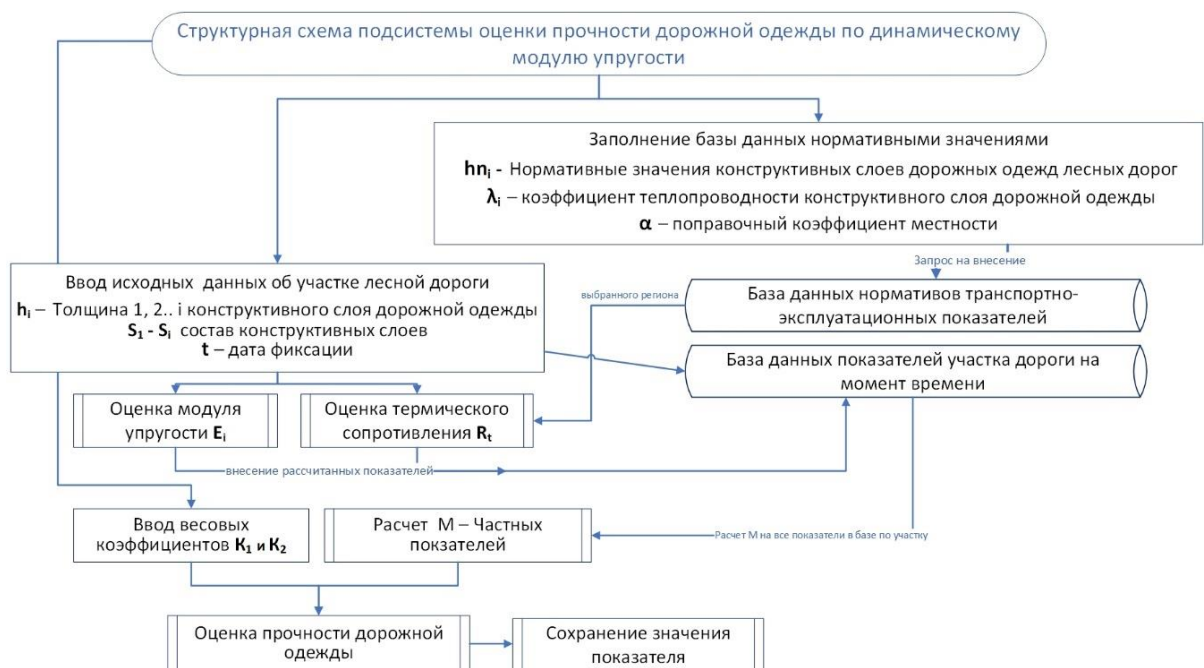 Структурная схема подсистемы оценки прочности дорожной одежды по динамическому
модулю упругости
Заполнение базы данных нормативными значениями
hnᵢ - Нормативные значения конструктивных слоев дорожных одежд лесных дорог
λᵢ – коэффициент теплопроводности конструктивного слоя дорожной одежды
α – поправочный коэффициент местности
Запрос на внесение
Ввод исходных данных об участке лесной дороги
hᵢ – Толщина 1, 2.. i конструктивного слоя дорожной одежды
S₁ - Sᵢ состав конструктивных слоев
t – дата фиксации
выбранного региона
База данных нормативов транспортно-
эксплуатационных показателей
База данных показателей участка дороги на
момент времени
Оценка модуля
упругости Eᵢ
Оценка термического
сопротивления Rₜ
внесение рассчитанных показателей
Ввод весовых
коэффициентов К₁ и К₂
Расчет М – Частных
покзателей
Расчет М на все показатели в базе по участку
Оценка прочности дорожной
одежды
Сохранение значения
показателя